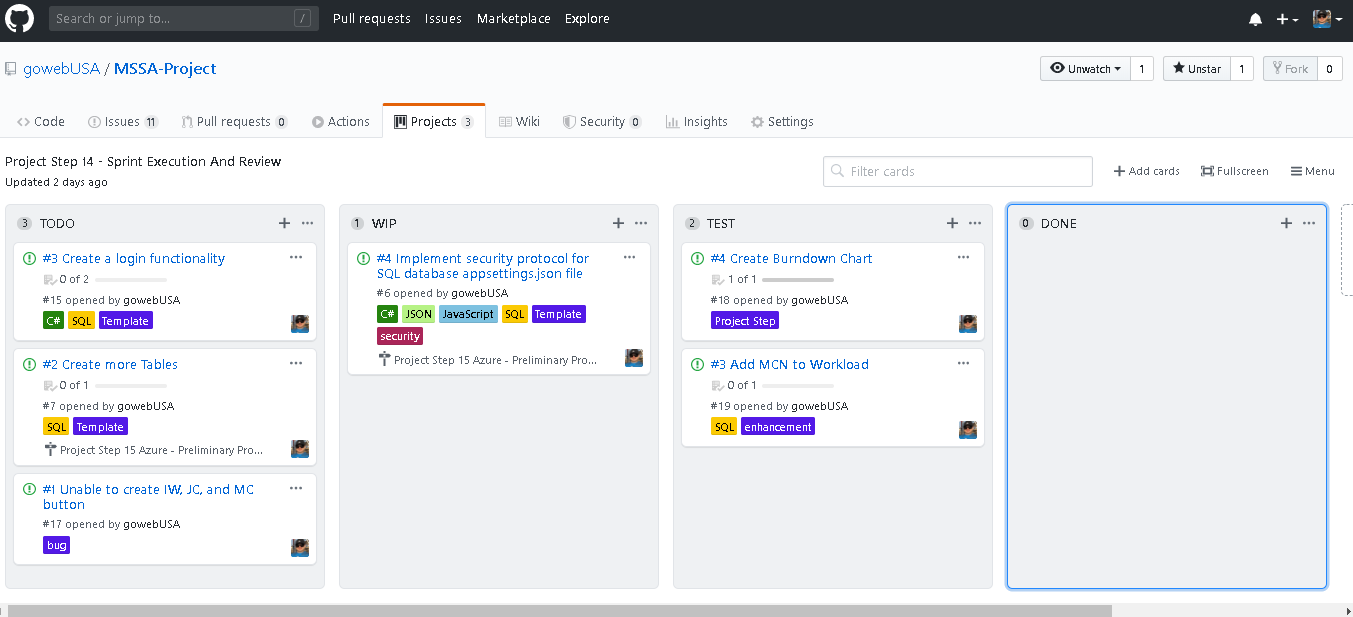 Search or jump to... /
Pull requests Issues Marketplace Explore
gowebUSA / MSSA-Project
Unwatch 1 Unstar 1 Fork 0
Code Issues 11 Pull requests 0 Actions Projects 3 Wiki Security 0 Insights Settings
Project Step 14 - Sprint Execution And Review
Updated 2 days ago
Filter cards
Add cards Fullscreen Menu
3 TODO
#3 Create a login functionality
0 of 2
#15 opened by gowebUSA
C# SQL Template
#2 Create more Tables
0 of 1
#7 opened by gowebUSA
SQL Template
Project Step 15 Azure - Preliminary Pro...
#1 Unable to create IW, JC, and MC
button
#17 opened by gowebUSA
bug
1 WIP
#4 Implement security protocol for
SQL database appsettings.json file
#6 opened by gowebUSA
C# JSON JavaScript SQL Template
security
Project Step 15 Azure - Preliminary Pro...
2 TEST
#4 Create Burndown Chart
1 of 1
#18 opened by gowebUSA
Project Step
#3 Add MCN to Workload
0 of 1
#19 opened by gowebUSA
SQL enhancement
0 DONE